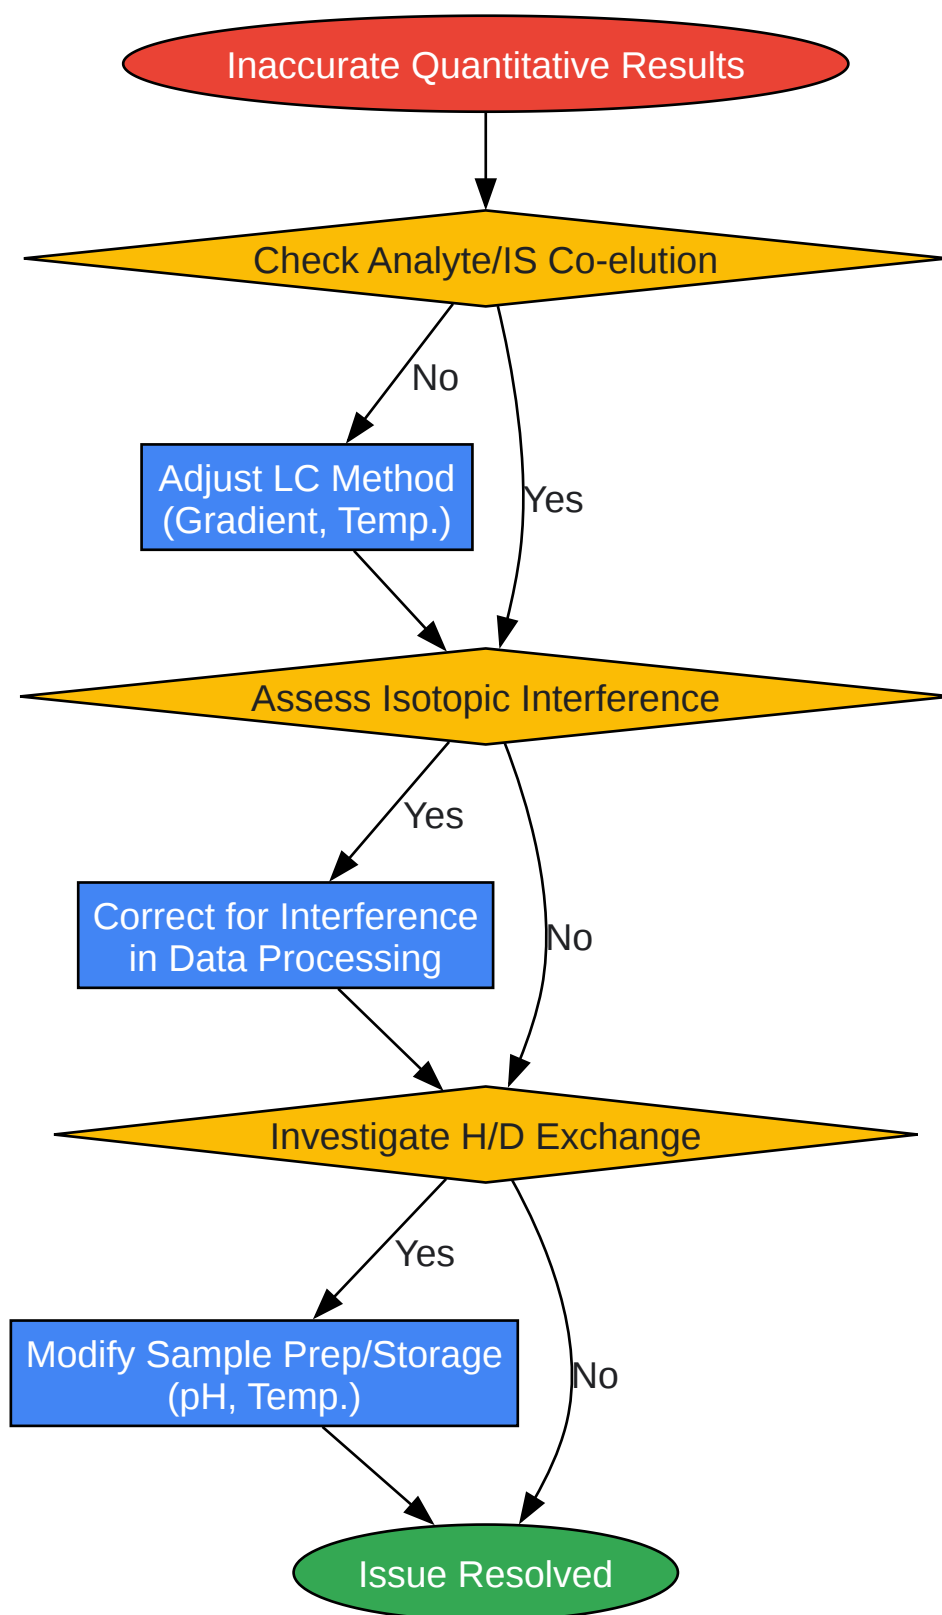 Inaccurate Quantitative Results
Check Analyte/IS Co-elution
No
Adjust LC Method
(Gradient, Temp.)
Yes
Assess Isotopic Interference
Yes
Correct for Interference
in Data Processing
No
Investigate H/D Exchange
Yes
Modify Sample Prep/Storage
(pH, Temp.)
No
Issue Resolved